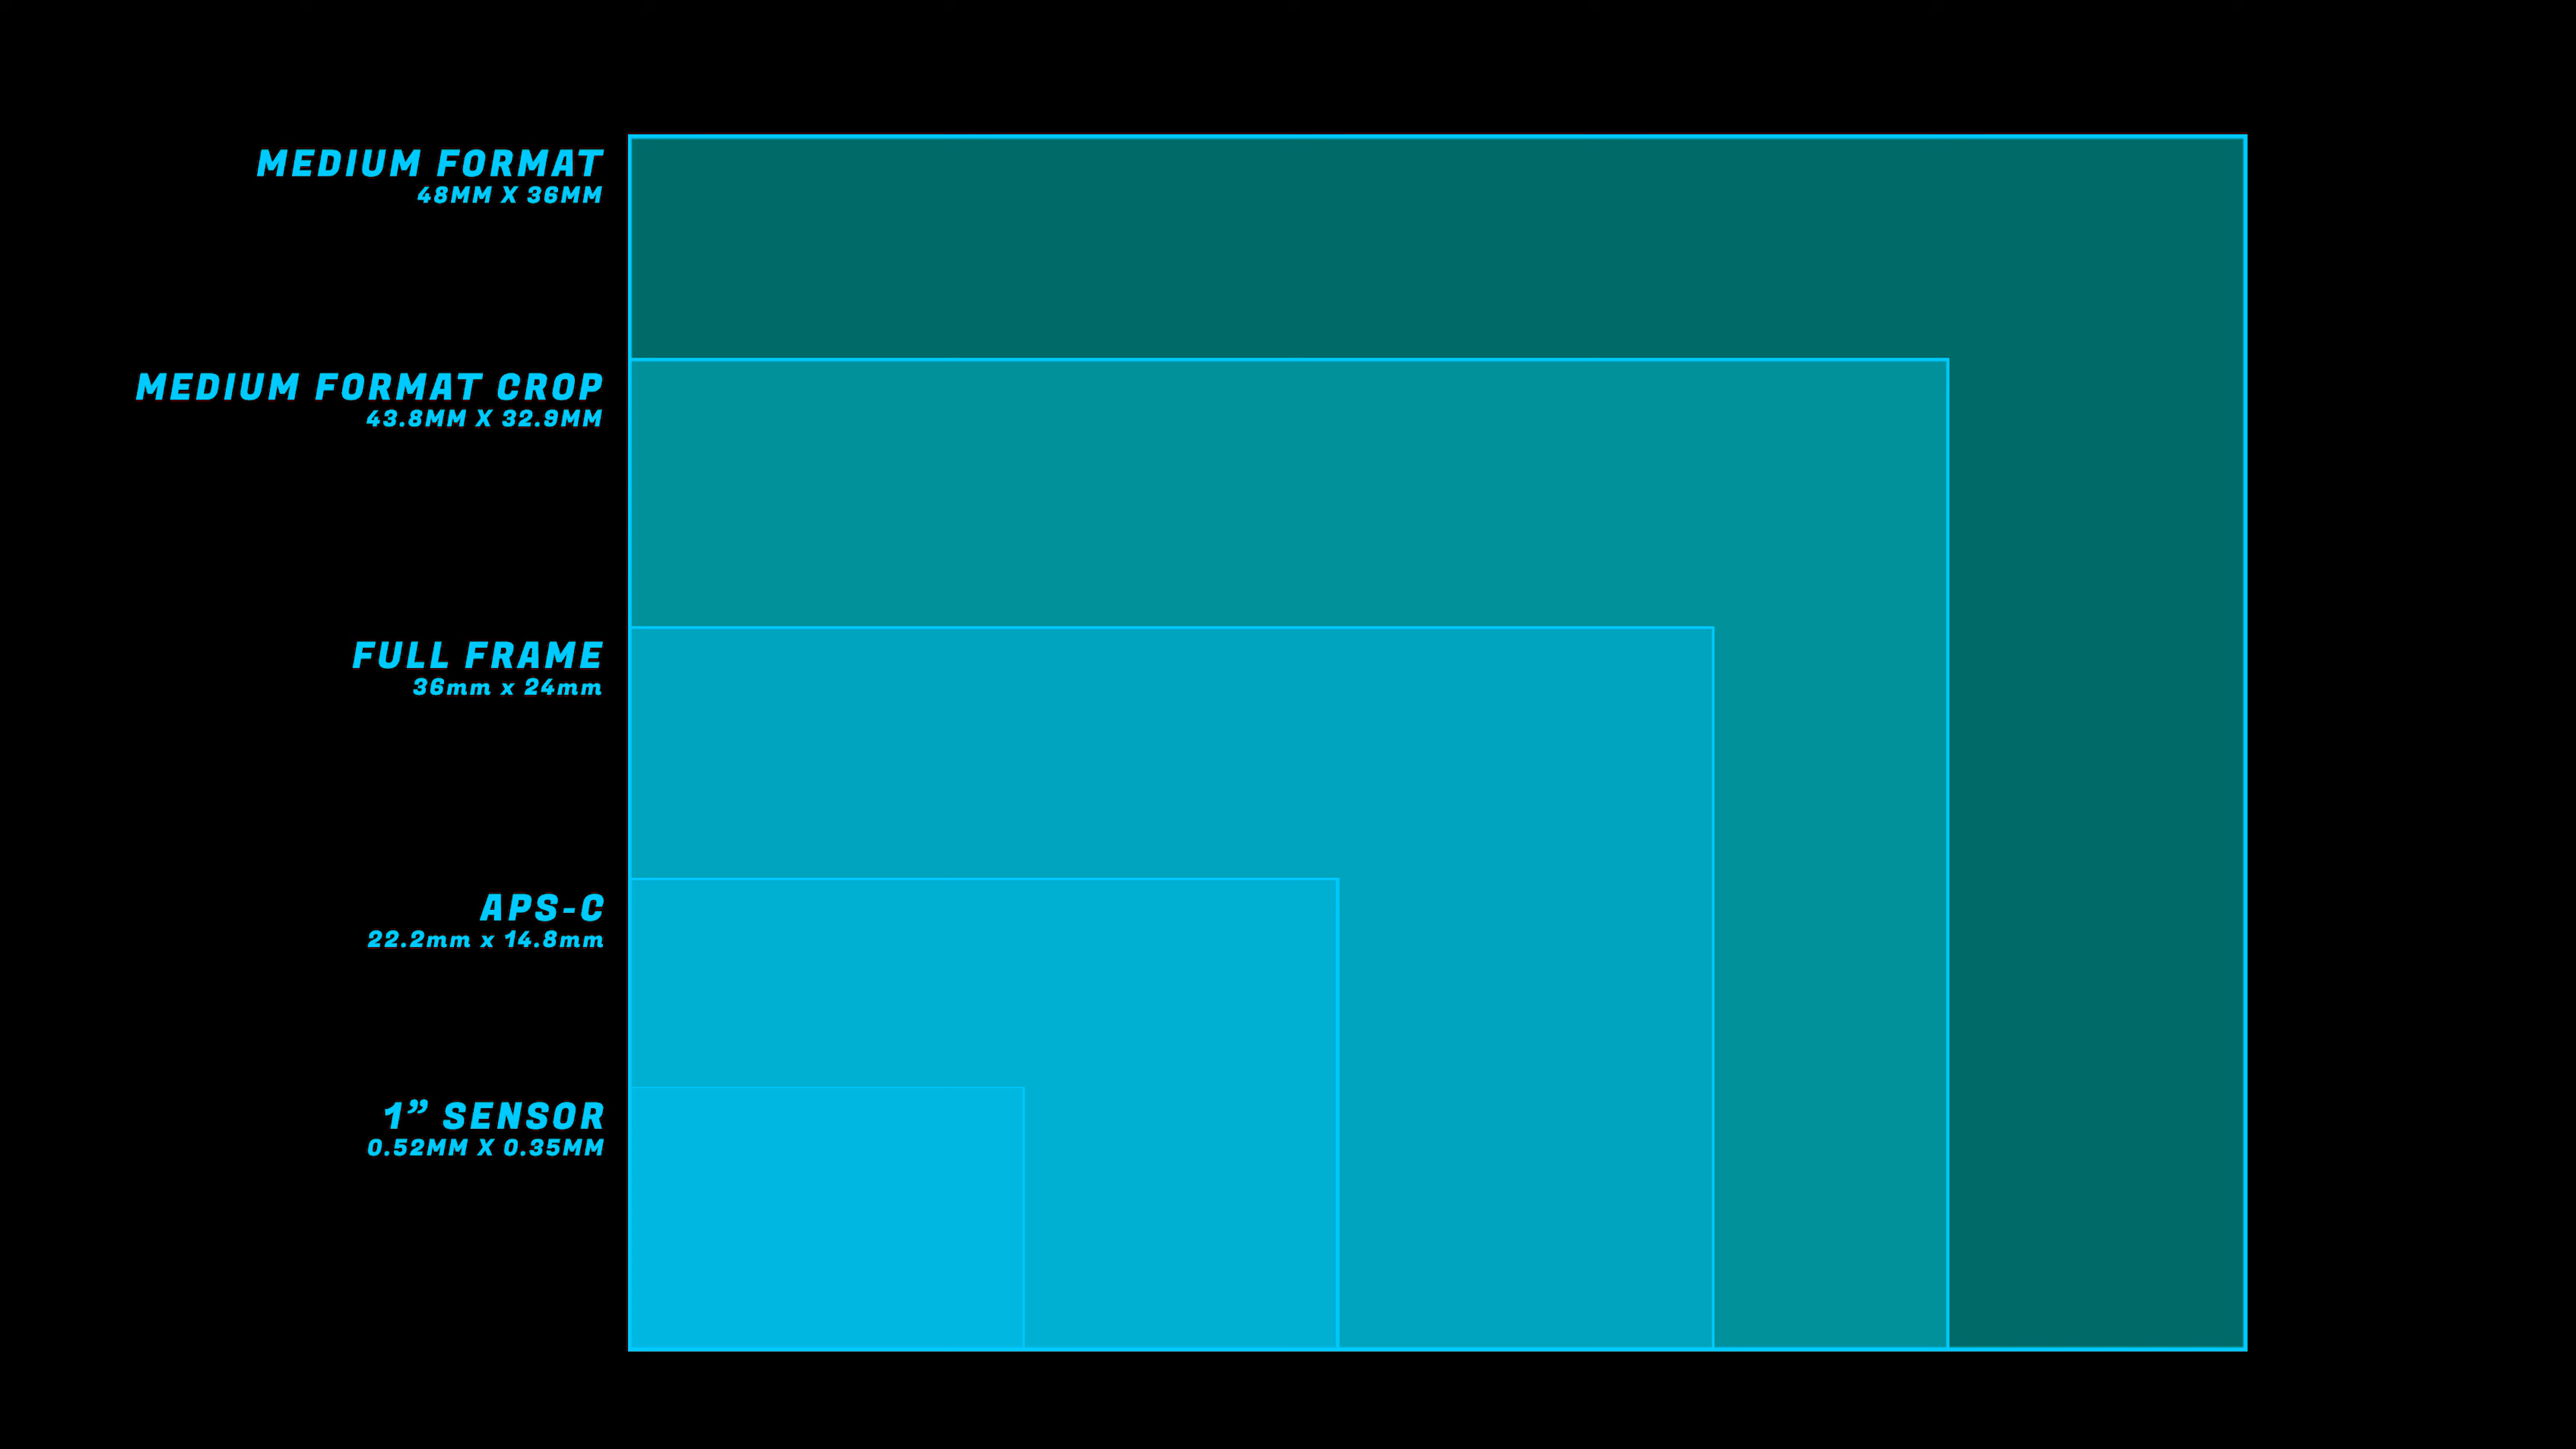 MEDIUM FORMAT
48MM X 36MM
MEDIUM FORMAT CROP
43.8MM X 32.9MM
FULL FRAME
36mm x 24mm
APS-C
22.2mm x 14.8mm
1” SENSOR
0.52MM X 0.35MM